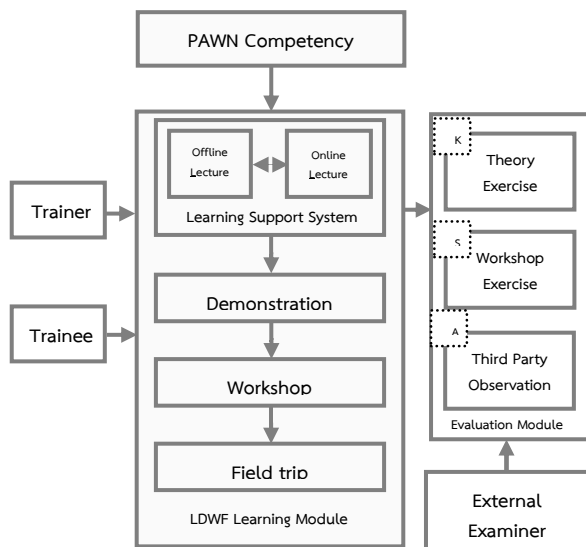 PAWN Competency
Offline
Lecture
Online
Lecture
Learning Support System
Trainer
Trainee
Demonstration
Workshop
Field trip
LDWF Learning Module
K
Theory
Exercise
S
Workshop
Exercise
A
Third Party
Observation
Evaluation Module
External
Examiner